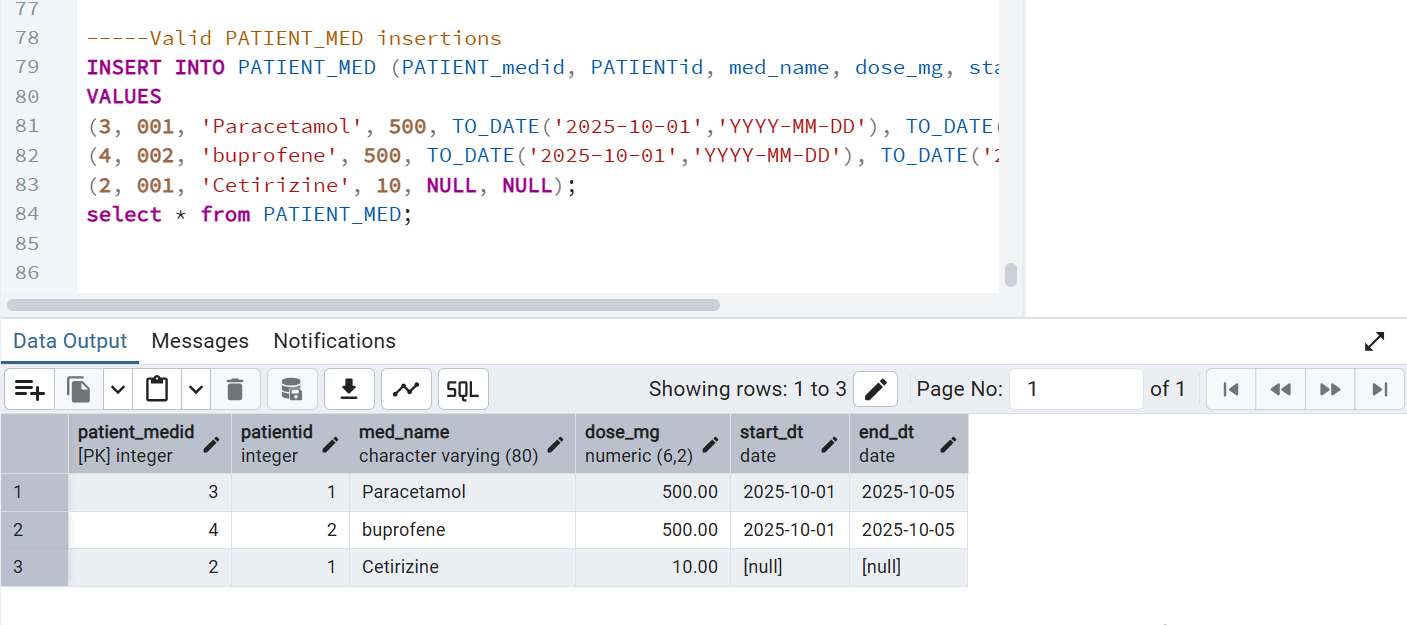 77
78 -----Valid PATIENT_MED insertions
79 INSERT INTO PATIENT_MED (PATIENT_medid, PATIENTid, med_name, dose_mg, sta
80 VALUES
81 (3, 001, 'Paracetamol', 500, TO_DATE('2025-10-01','YYYY-MM-DD'), TO_DATE(
82 (4, 002, 'buprofene', 500, TO_DATE('2025-10-01','YYYY-MM-DD'), TO_DATE('2
83 (2, 001, 'Cetirizine', 10, NULL, NULL);
84 select * from PATIENT_MED;
85
86
Data Output Messages Notifications
SQL Showing rows: 1 to 3 Page No: 1 of 1
patient_medid patientid med_name dose_mg start_dt end_dt
[PK] integer integer character varying (80) numeric (6,2) date date
1 3 1 Paracetamol 500.00 2025-10-01 2025-10-05
2 4 2 buprofene 500.00 2025-10-01 2025-10-05
3 2 1 Cetirizine 10.00 [null] [null]